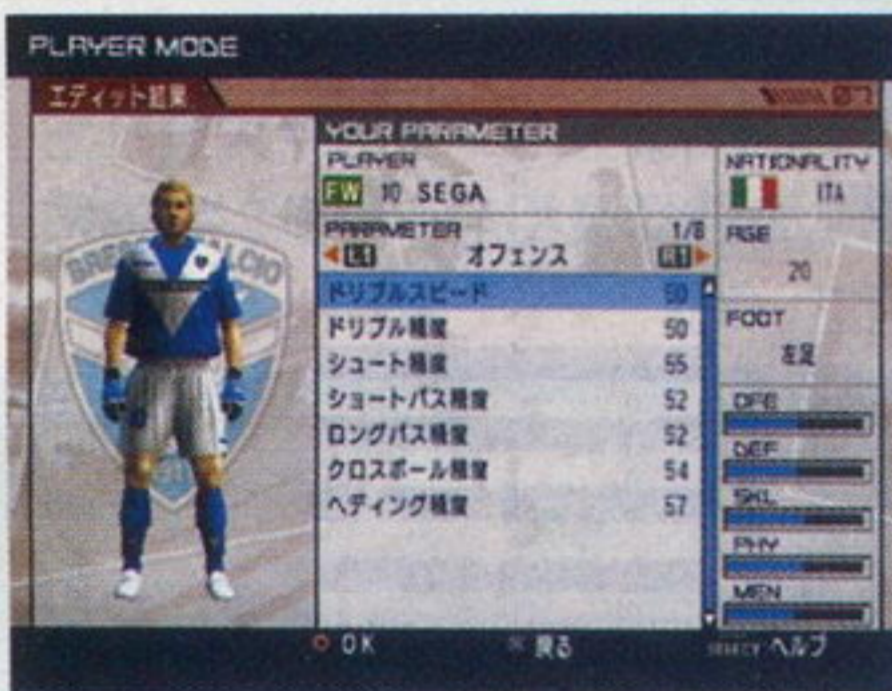 PLAYER MODE
エディット結果
07
YOUR PARAMETER
PLAYER
FW 10 SEGA
PARAMETER 1/6
L1 オフェンス R1
ドリブルスピード 50
ドリブル精度 50
シュート精度 55
ショートパス精度 52
ロングパス精度 52
クロスボール精度 54
ヘディング精度 57
NATIONALITY
ITA
AGE
20
FOOT
左足
OFE
DEF
SKL
PHY
MEN
OK 戻る SELECT ヘルプ